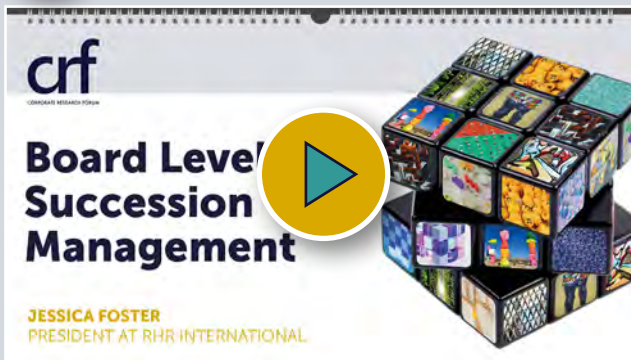 crf
CORPORATE RESEARCH FORUM
Board Level
Succession
Management
JESSICA FOSTER
PRESIDENT AT RHR INTERNATIONAL